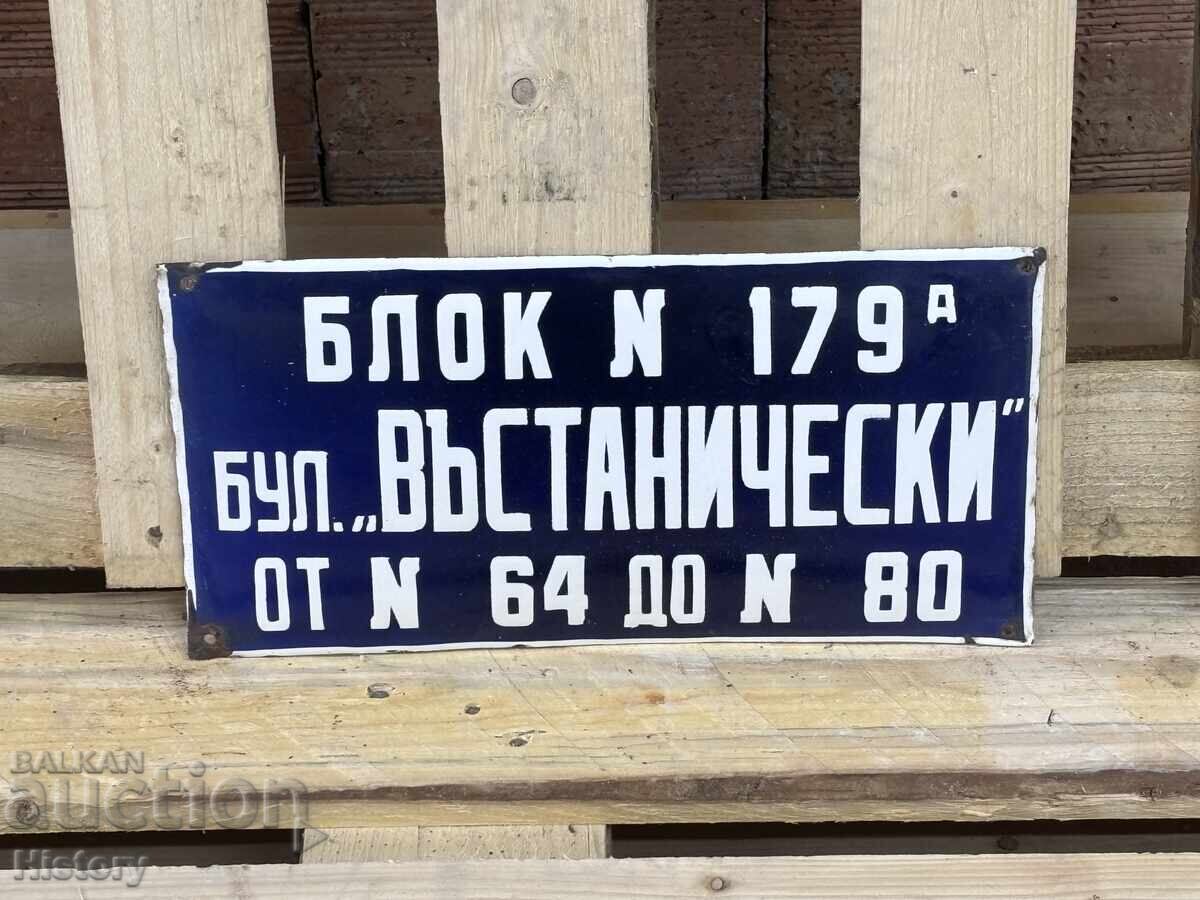 БЛОК N 179А
БУЛ. „ВЪСТАНИЧЕСКИ"
ОТ N 64 ДО N 80
BALKAN
auction
History